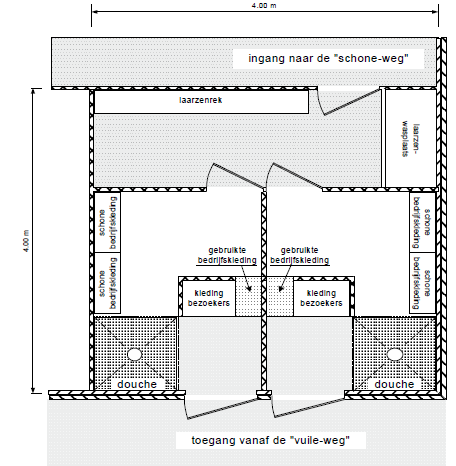 4.00 m
ingang naar de "schone-weg"
laarzenrek
laarzen-
wasplaats
4.00 m
schone
bedrijfskleding
schone
bedrijfskleding
gebruikte
bedrijfskleding
gebruikte
bedrijfskleding
schone
bedrijfskleding
schone
bedrijfskleding
kleding
bezoekers
kleding
bezoekers
douche
douche
toegang vanaf de "vuile-weg"